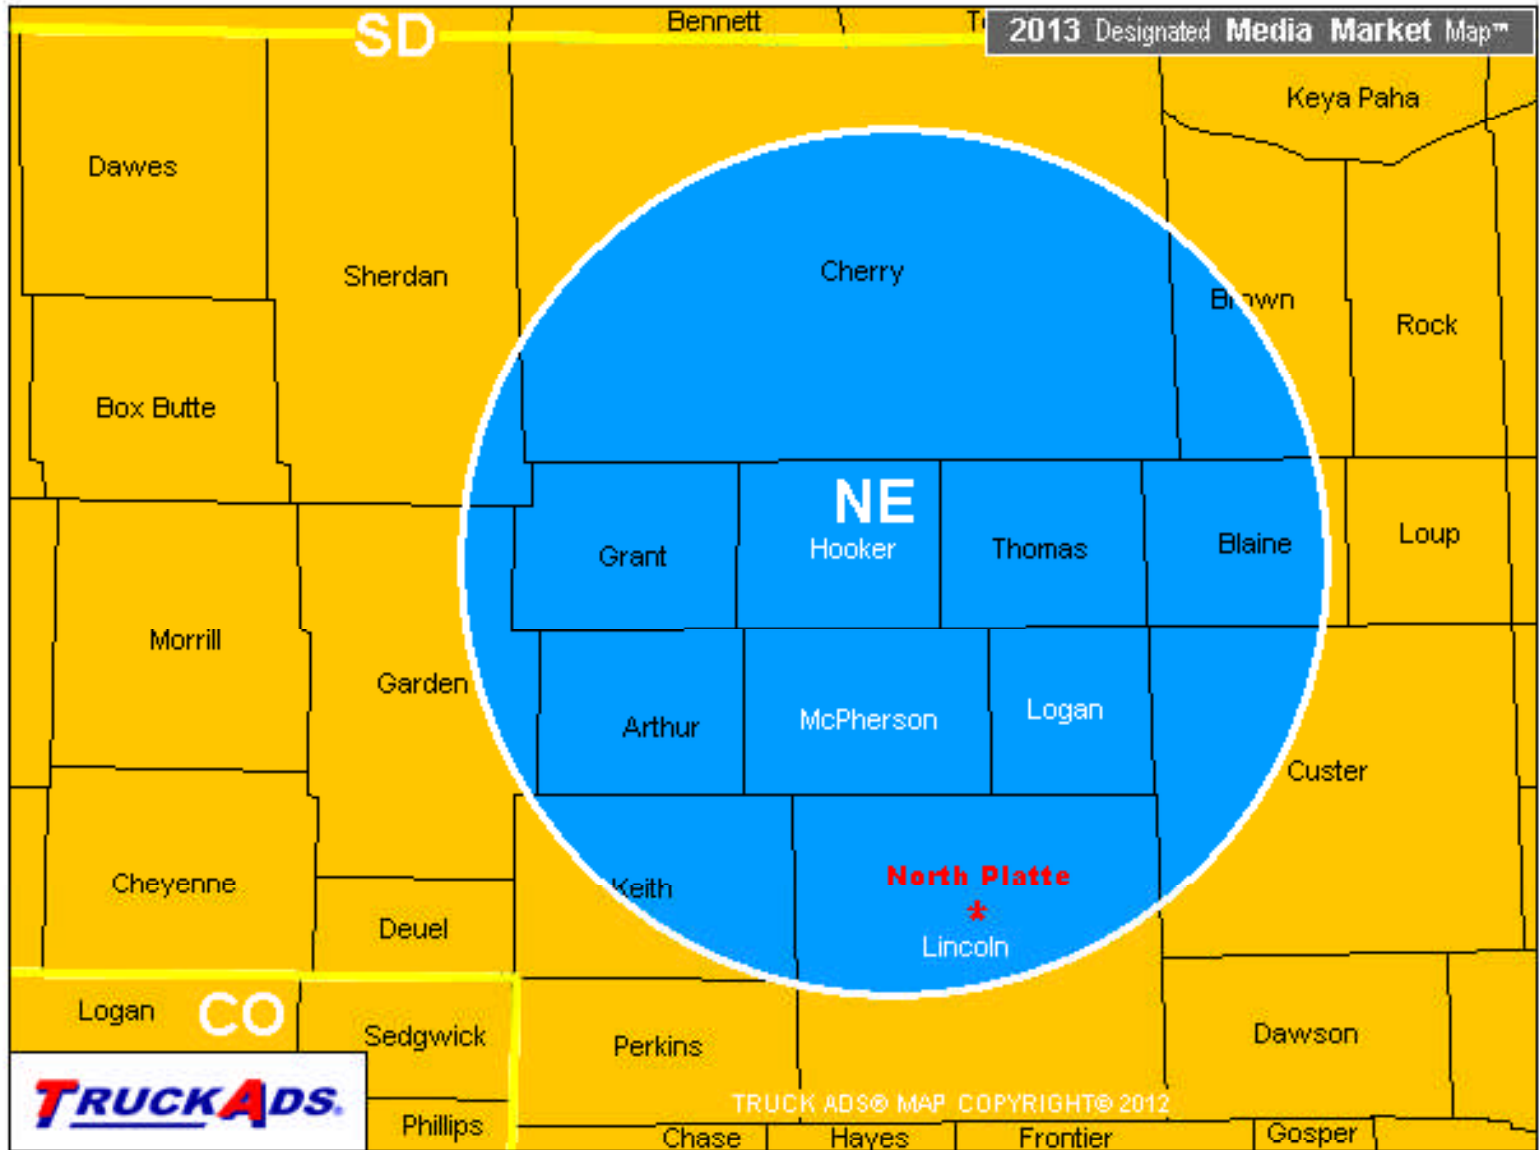 SD
Bennett
2013 Designated Media Market Map™
Keya Paha
Dawes
Sherdan
Cherry
Brown
Rock
Box Butte
NE
Hooker
Grant
Thomas
Blaine
Loup
Morrill
Garden
Arthur
McPherson
Logan
Custer
Cheyenne
Keith
North Platte
*
Lincoln
Deuel
Logan
CO
Sedgwick
Perkins
Dawson
TRUCKADS.
TRUCK ADS® MAP COPYRIGHT© 2012
Phillips
Chase
Hayes
Frontier
Gosper